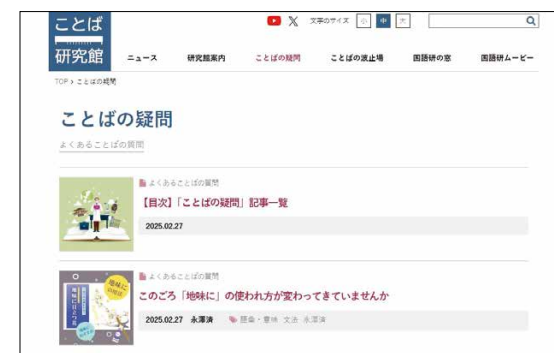 ことば
研究館
文字のサイズ 小 中 大
ニュース 研究館案内 ことばの疑問 ことばの波止場 国語研の窓 国語研ムービー
TOP > ことばの疑問
ことばの疑問
よくあることばの質問
よくあることばの質問
【目次】「ことばの疑問」記事一覧
2025.02.27
よくあることばの質問
このごろ「地味に」の使われ方が変わってきていませんか
2025.02.27 永澤済 語彙・意味 文法 永澤済